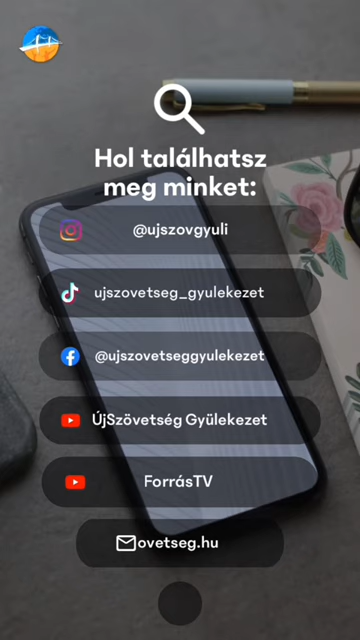 Hol találhatsz
meg minket:
@ujszovgyuli
ujszovetseg_gyulekezet
@ujszovetseggyulekezet
ÚjSzövetség Gyülekezet
ForrásTV
ovetseg.hu